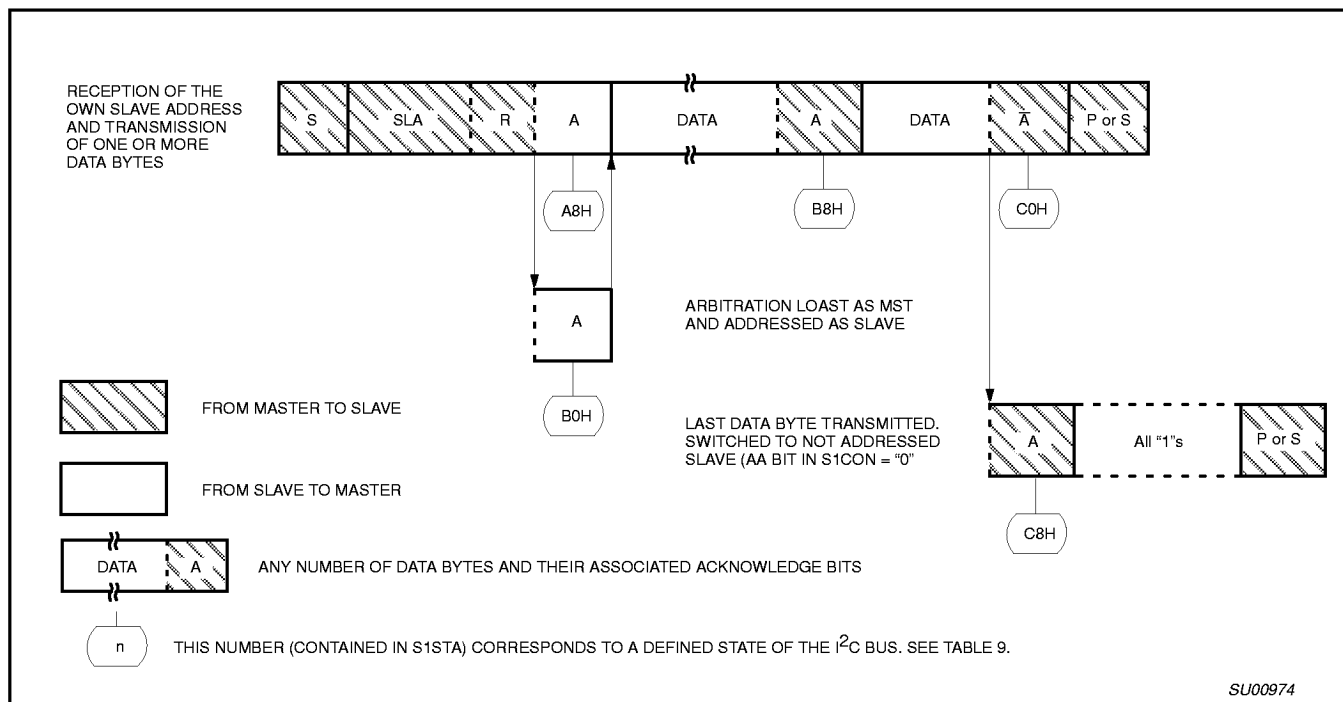 RECEPTION OF THE
OWN SLAVE ADDRESS
AND TRANSMISSION
OF ONE OR MORE
DATA BYTES
S SLA R A DATA A DATA A̅ P or S
A8H B8H C0H
A
ARBITRATION LOAST AS MST
AND ADDRESSED AS SLAVE
B0H
FROM MASTER TO SLAVE
LAST DATA BYTE TRANSMITTED.
SWITCHED TO NOT ADDRESSED
SLAVE (AA BIT IN S1CON = “0”
A All “1”s P or S
C8H
FROM SLAVE TO MASTER
DATA A
ANY NUMBER OF DATA BYTES AND THEIR ASSOCIATED ACKNOWLEDGE BITS
n
THIS NUMBER (CONTAINED IN S1STA) CORRESPONDS TO A DEFINED STATE OF THE I²C BUS. SEE TABLE 9.
SU00974